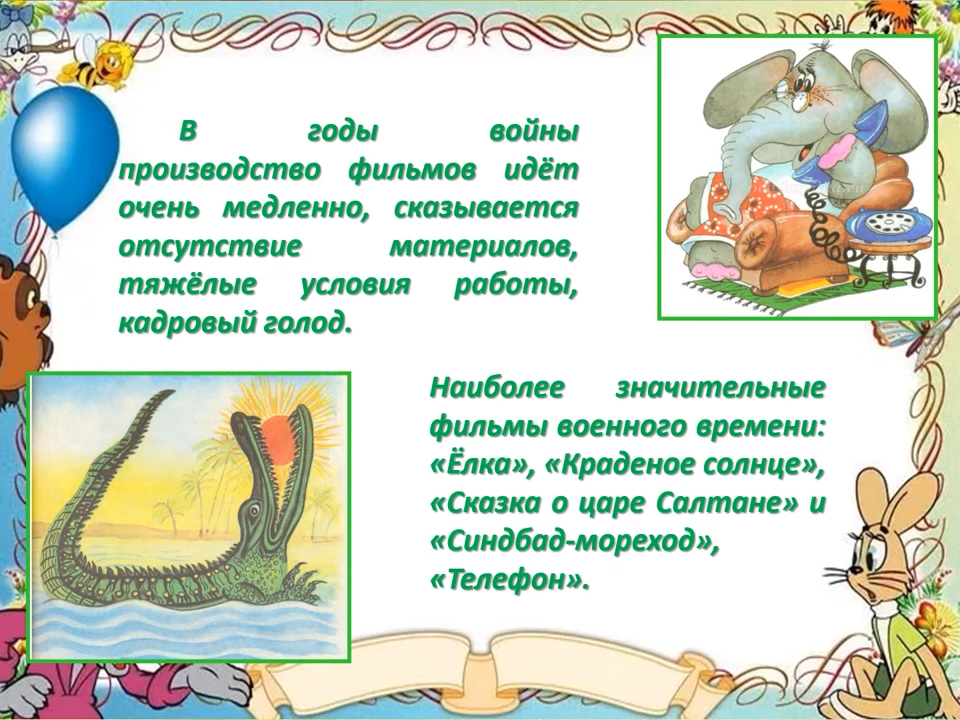 В годы войны
производство фильмов идёт
очень медленно, сказывается
отсутствие материалов,
тяжёлые условия работы,
кадровый голод.
Наиболее значительные
фильмы военного времени:
«Ёлка», «Краденое солнце»,
«Сказка о царе Салтане» и
«Синдбад-мореход»,
«Телефон».